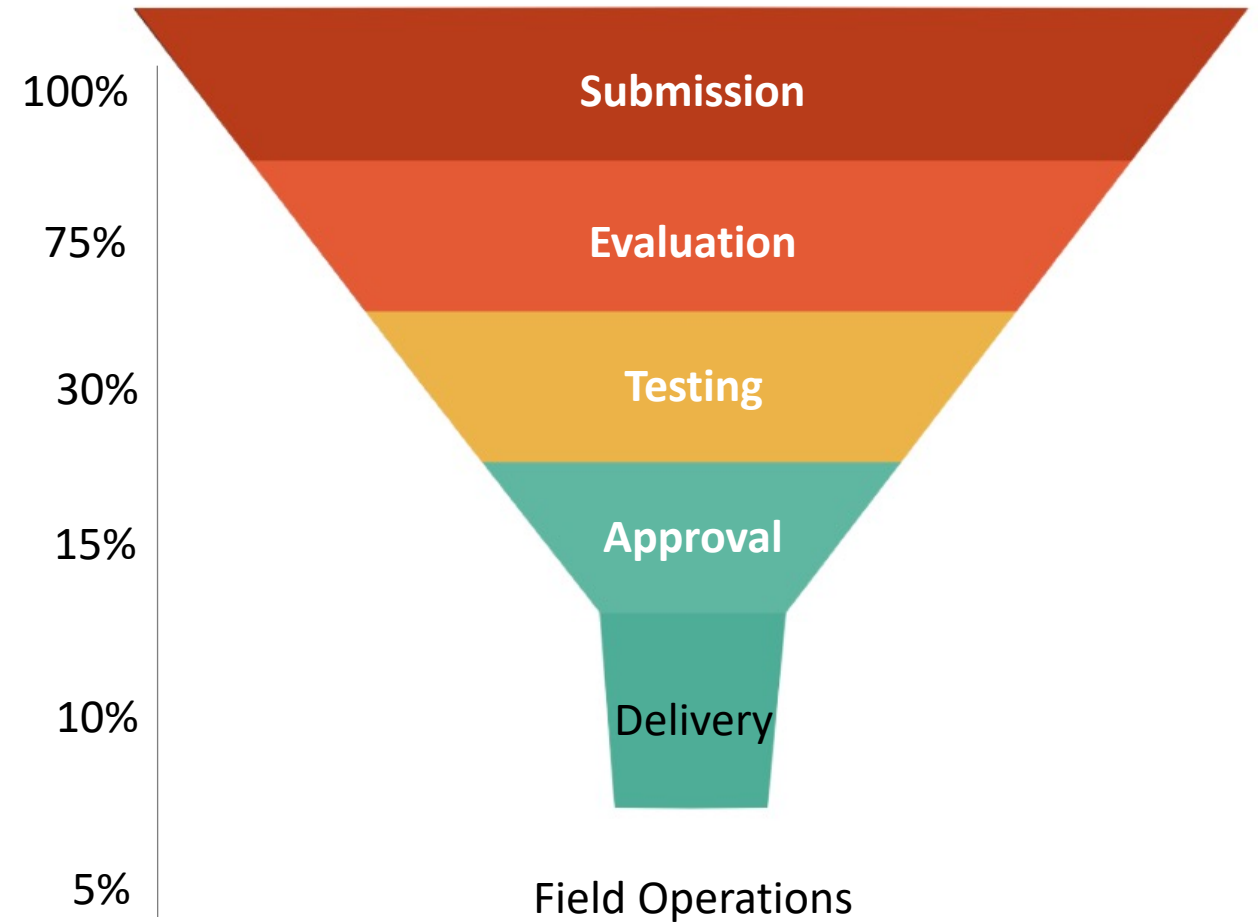 100% Submission
75% Evaluation
30% Testing
15% Approval
10% Delivery
5% Field Operations